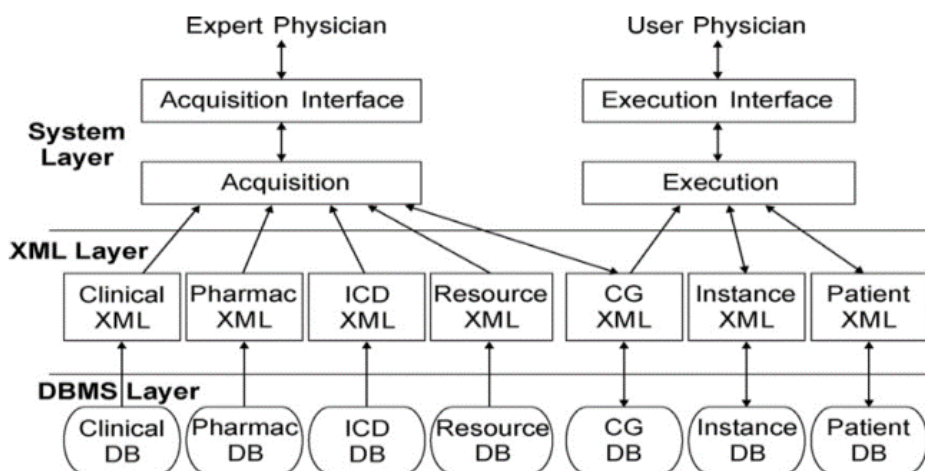 Expert Physician User Physician
Acquisition Interface Execution Interface
System
Layer
Acquisition Execution
XML Layer
Clinical Pharmac ICD Resource CG Instance Patient
XML XML XML XML XML XML XML
DBMS Layer
Clinical Pharmac ICD Resource CG Instance Patient
DB DB DB DB DB DB DB